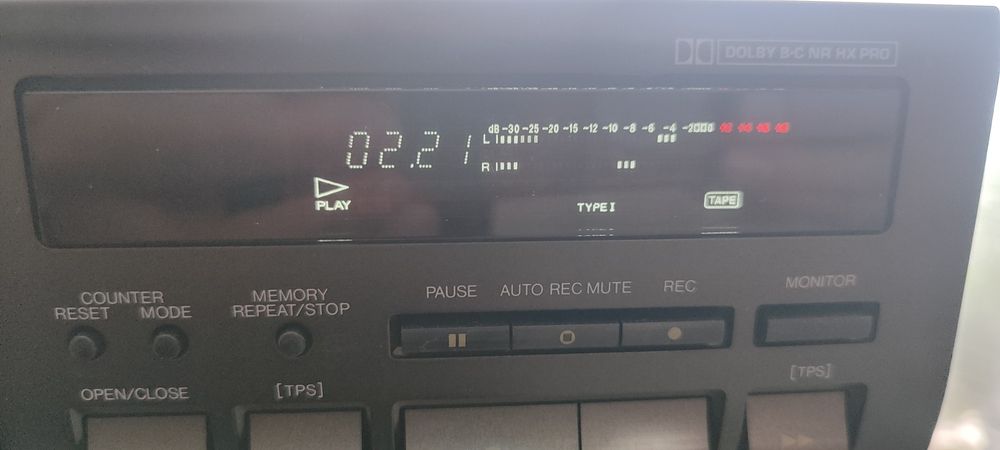 DOLBY B-C NR HX PRO
dB -30 -25 -20 -15 -12 -10 -8 -6 -4 -2
02.21
L
R
PLAY
TYPE I
TAPE
COUNTER
RESET MODE
MEMORY
REPEAT/STOP
PAUSE
AUTO REC MUTE
REC
MONITOR
OPEN/CLOSE
[TPS]
[TPS]